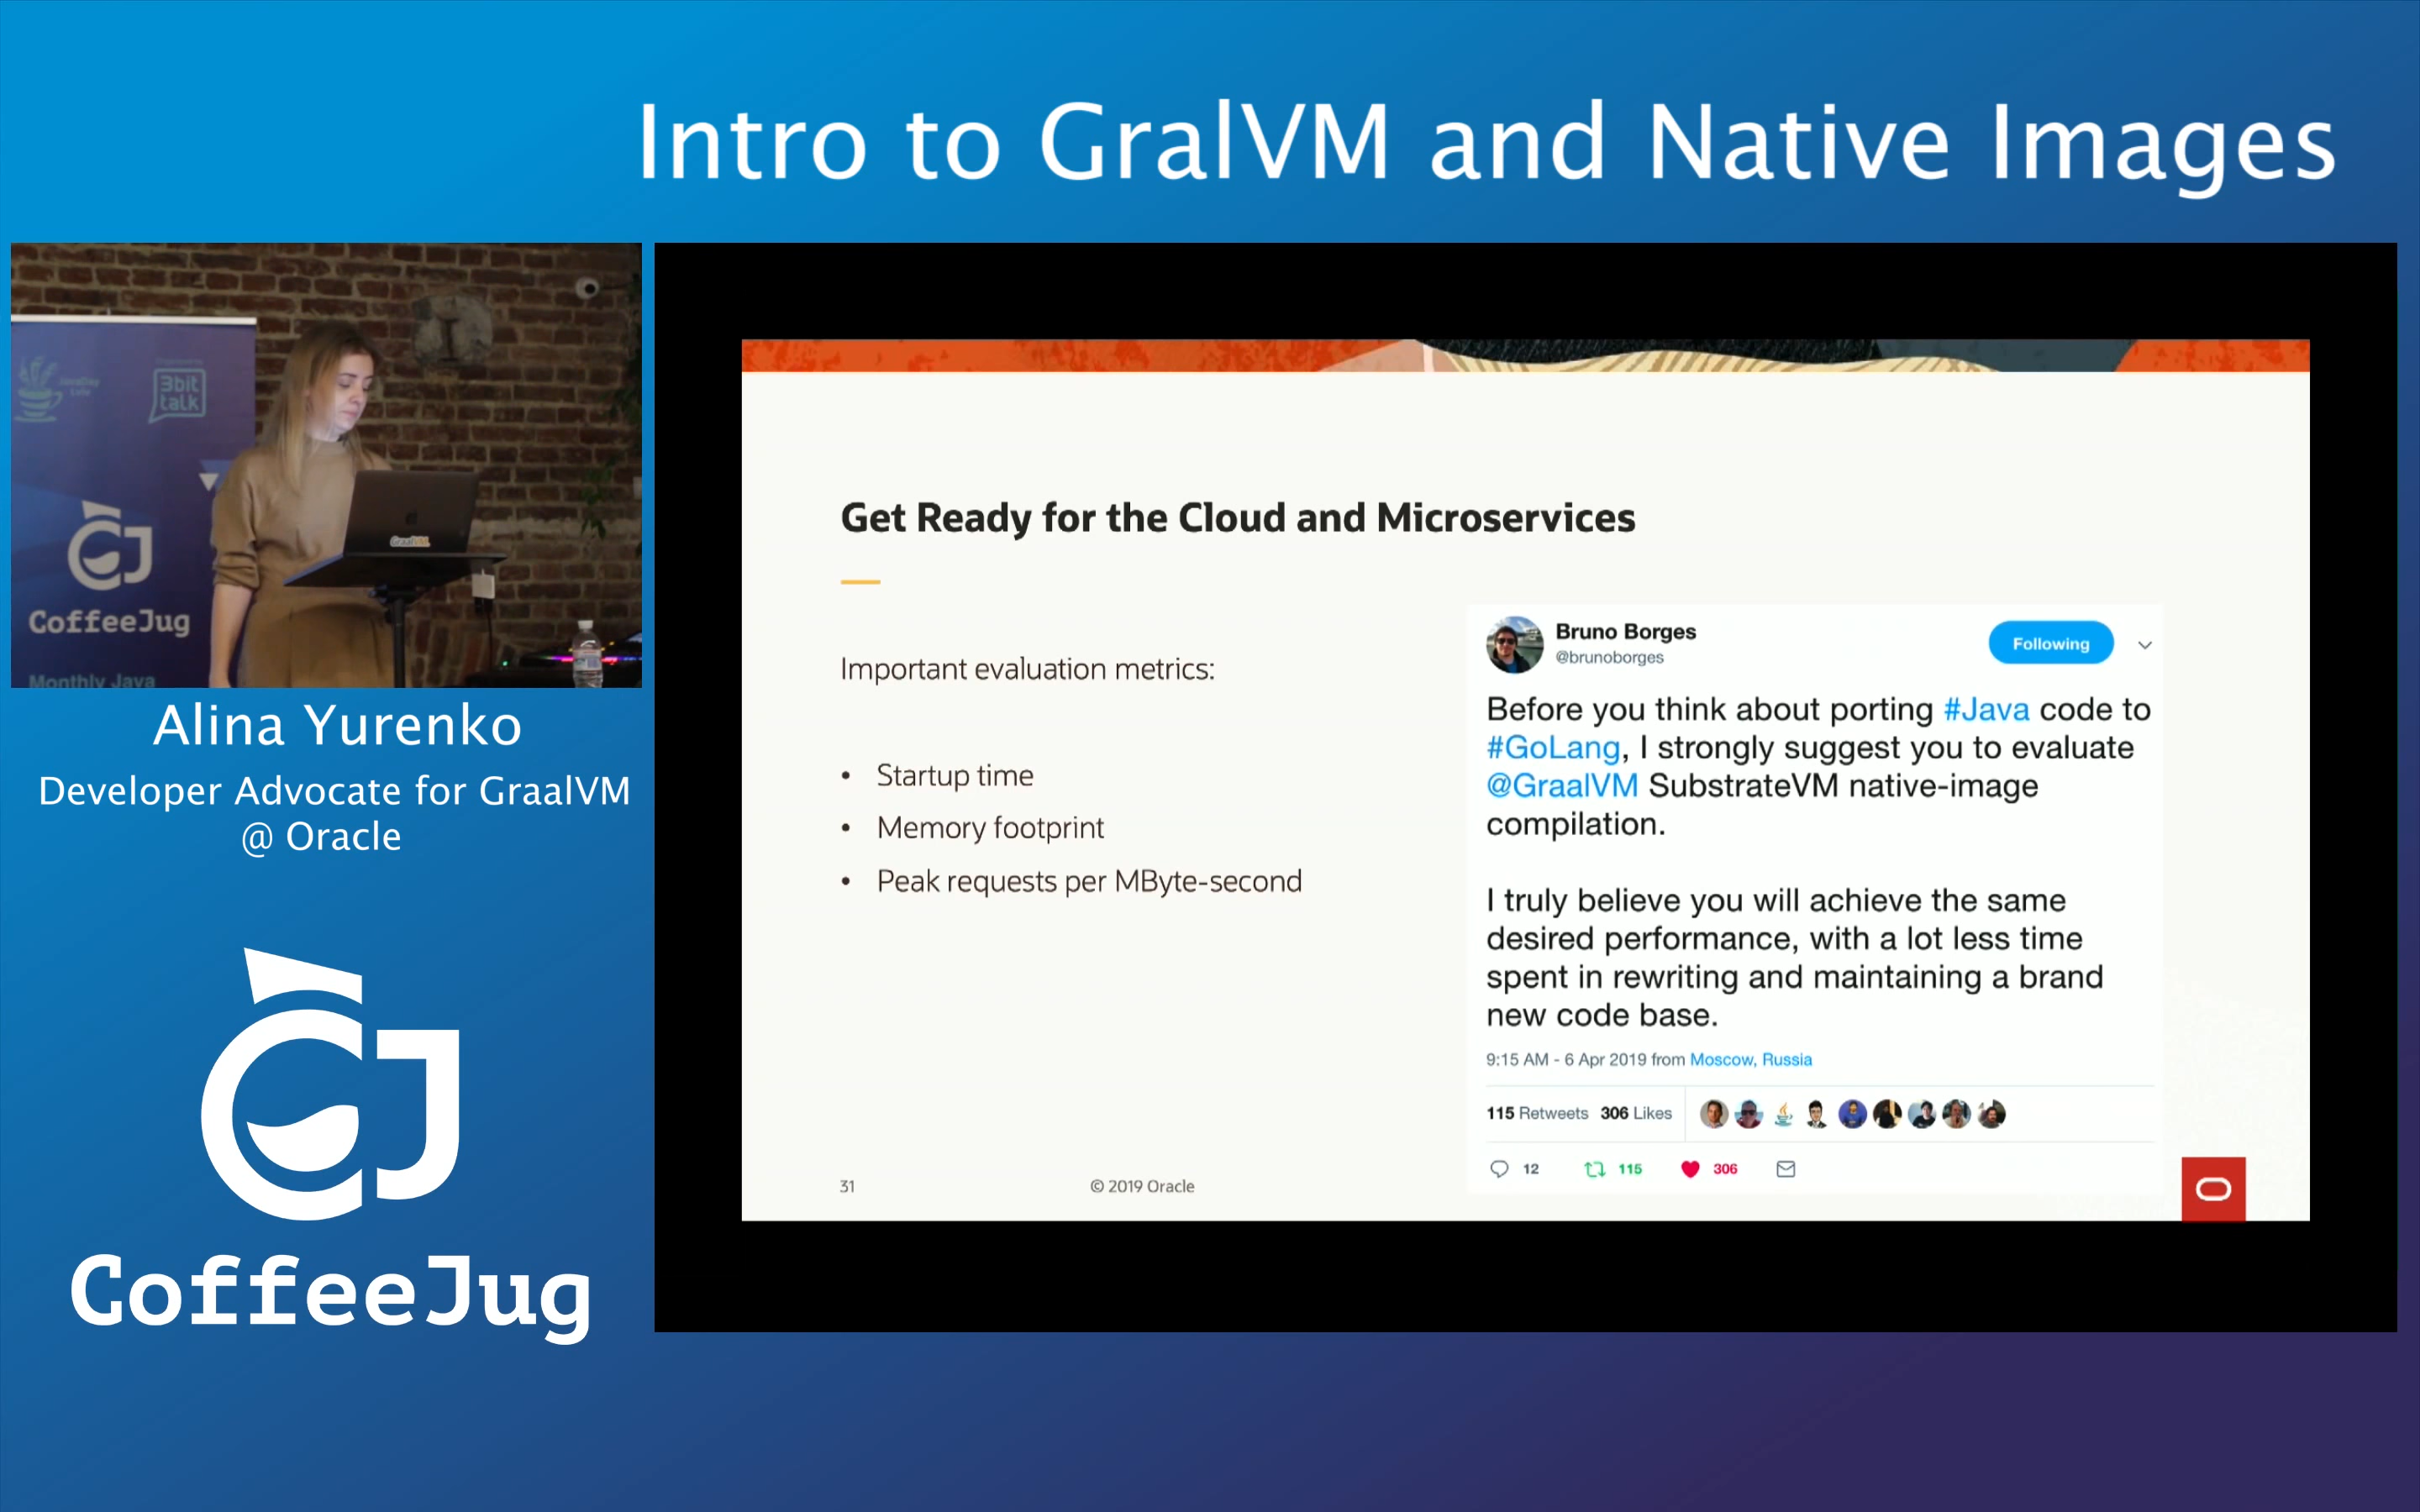 Intro to GralVM and Native Images
3bit
talk
CJ
CoffeeJug
Monthly Java
GraalVM
Alina Yurenko
Developer Advocate for GraalVM
@ Oracle
CJ
CoffeeJug
Get Ready for the Cloud and Microservices
Important evaluation metrics:
• Startup time
• Memory footprint
• Peak requests per MByte-second
31
© 2019 Oracle
Bruno Borges
@brunoborges
Following
Before you think about porting #Java code to
#GoLang, I strongly suggest you to evaluate
@GraalVM SubstrateVM native-image
compilation.
I truly believe you will achieve the same
desired performance, with a lot less time
spent in rewriting and maintaining a brand
new code base.
9:15 AM - 6 Apr 2019 from Moscow, Russia
115 Retweets 306 Likes
12 115 306